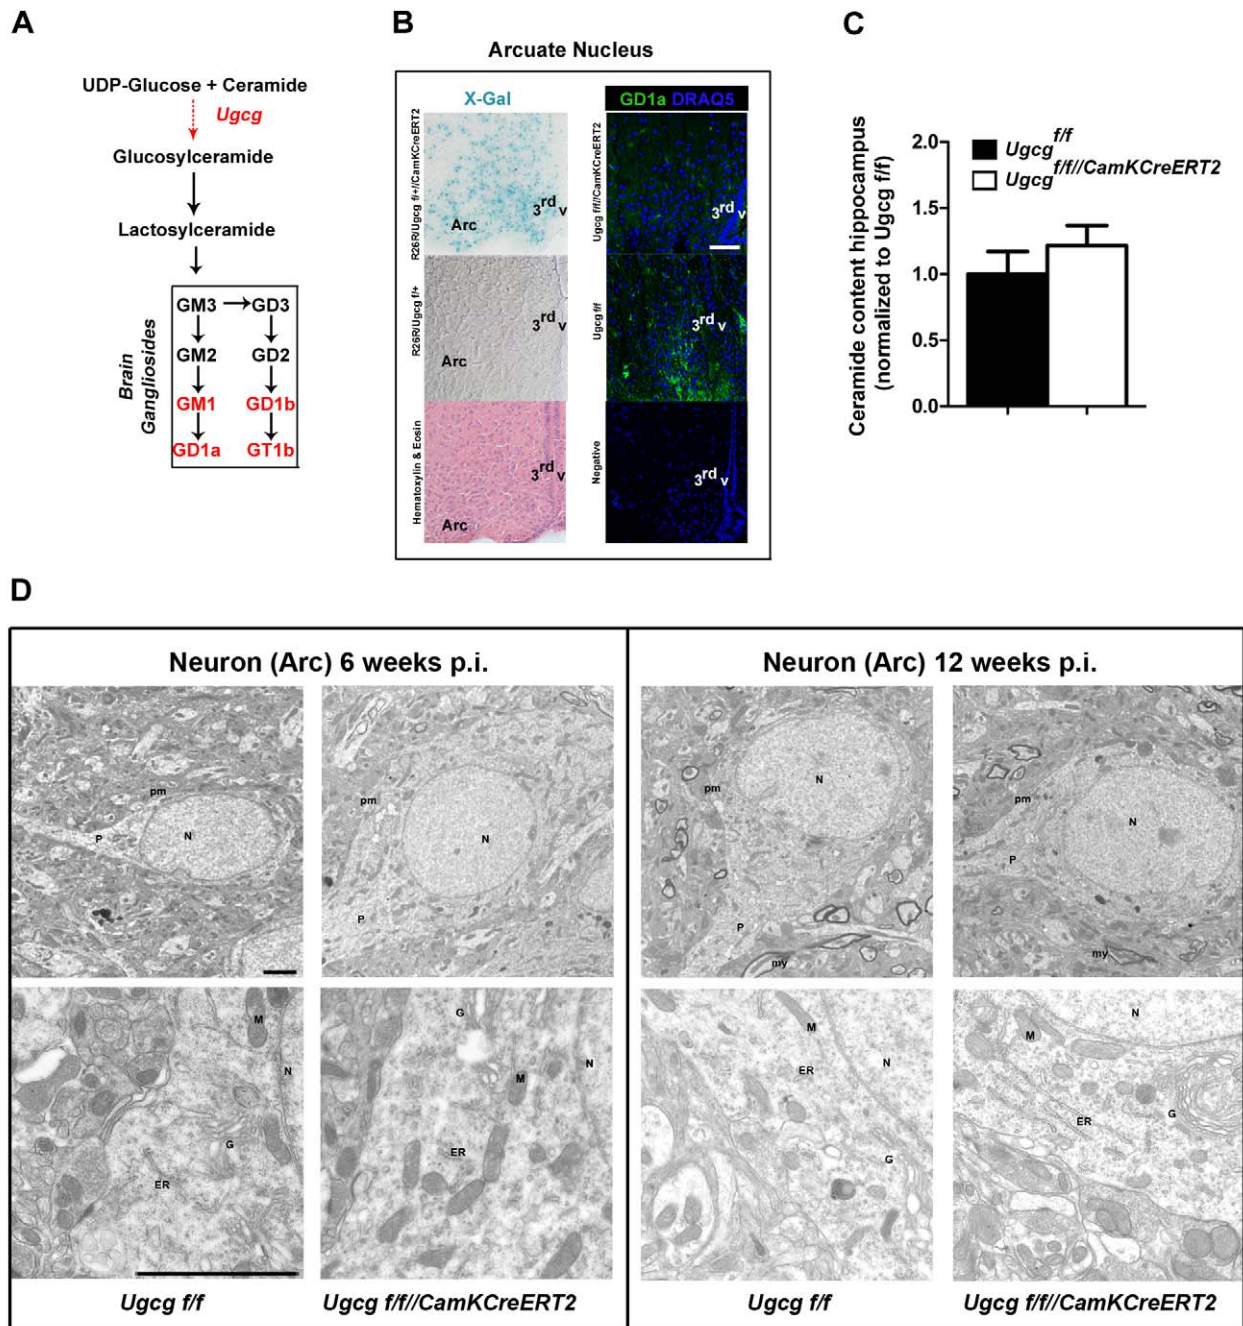 A
UDP-Glucose + Ceramide
Ugcg
Glucosylceramide
Lactosylceramide
Brain
Gangliosides
GM3 GD3
GM2 GD2
GM1 GD1b
GD1a GT1b
B
Arcuate Nucleus
X-Gal
R26R/Ugcg f/+//CamKCreERT2
Arc
3rd v
R26R/Ugcg f/+
Arc
3rd v
Hematoxylin & Eosin
Arc
3rd v
GD1a DRAQ5
Ugcg f/f//CamKCreERT2
3rd v
Ugcg f/f
3rd v
Negative
3rd v
C
Ceramide content hippocampus
(normalized to Ugcg f/f)
2.0
1.5
1.0
0.5
0.0
Ugcg f/f
Ugcg f/f//CamKCreERT2
D
Neuron (Arc) 6 weeks p.i.
pm
P
N
pm
N
P
M
N
G
ER
G
M
N
ER
Ugcg f/f
Ugcg f/f//CamKCreERT2
Neuron (Arc) 12 weeks p.i.
N
pm
P
my
pm
N
P
my
M
ER
N
G
N
M
ER
G
Ugcg f/f
Ugcg f/f//CamKCreERT2